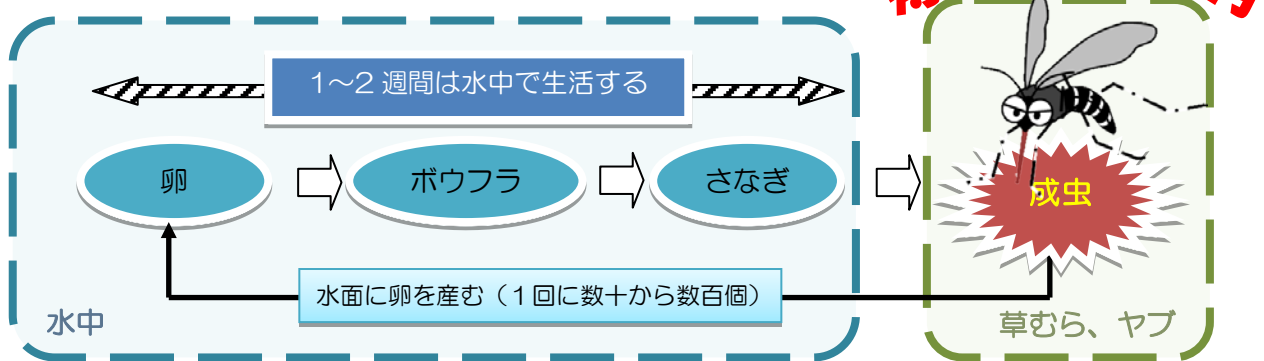 1~2 週間は水中で生活する
卵
ボウフラ
さなぎ
成虫
水面に卵を産む(1回に数十から数百個)
水中
草むら、ヤブ